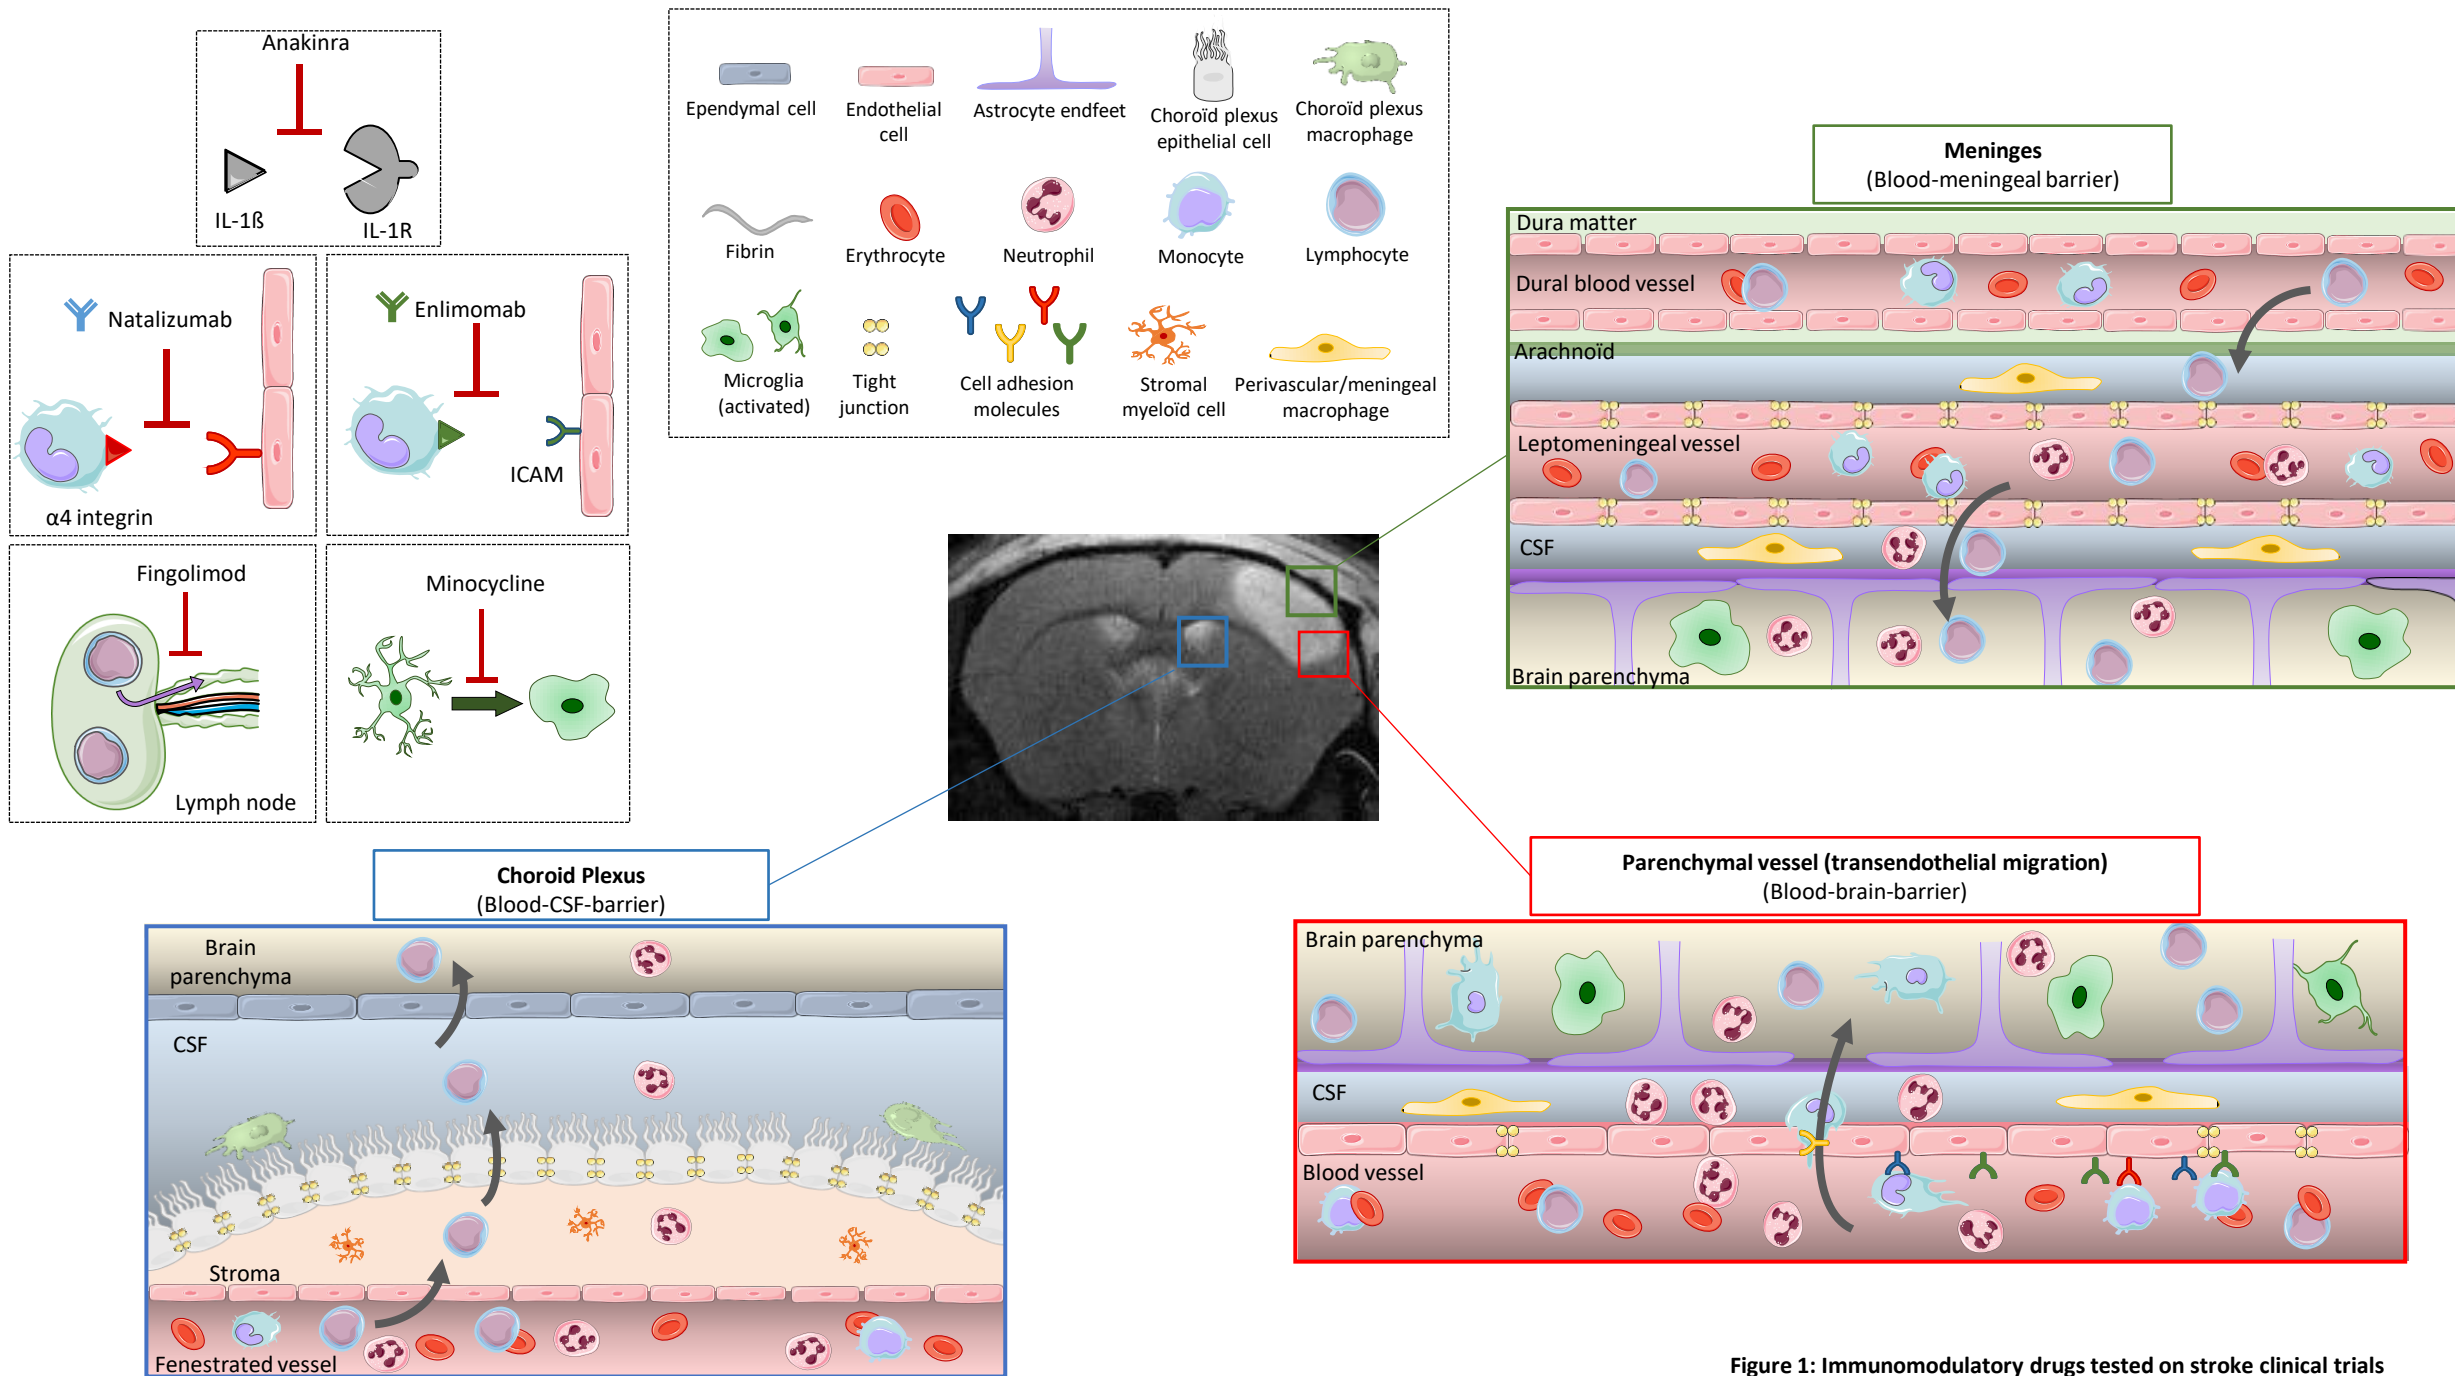 Anakinra
IL-1ß
IL-1R
Natalizumab
α4 integrin
Enlimomab
ICAM
Fingolimod
Lymph node
Minocycline
Ependymal cell
Endothelial
cell
Astrocyte endfeet
Choroïd plexus
epithelial cell
Choroïd plexus
macrophage
Fibrin
Erythrocyte
Neutrophil
Monocyte
Lymphocyte
Microglia
(activated)
Tight
junction
Cell adhesion
molecules
Stromal
myeloïd cell
Perivascular/meningeal
macrophage
Meninges
(Blood-meningeal barrier)
Dura matter
Dural blood vessel
Arachnoïd
Leptomeningeal vessel
CSF
Brain parenchyma
Choroid Plexus
(Blood-CSF-barrier)
Brain
parenchyma
CSF
Stroma
Fenestrated vessel
Parenchymal vessel (transendothelial migration)
(Blood-brain-barrier)
Brain parenchyma
CSF
Blood vessel
Figure 1: Immunomodulatory drugs tested on stroke clinical trials